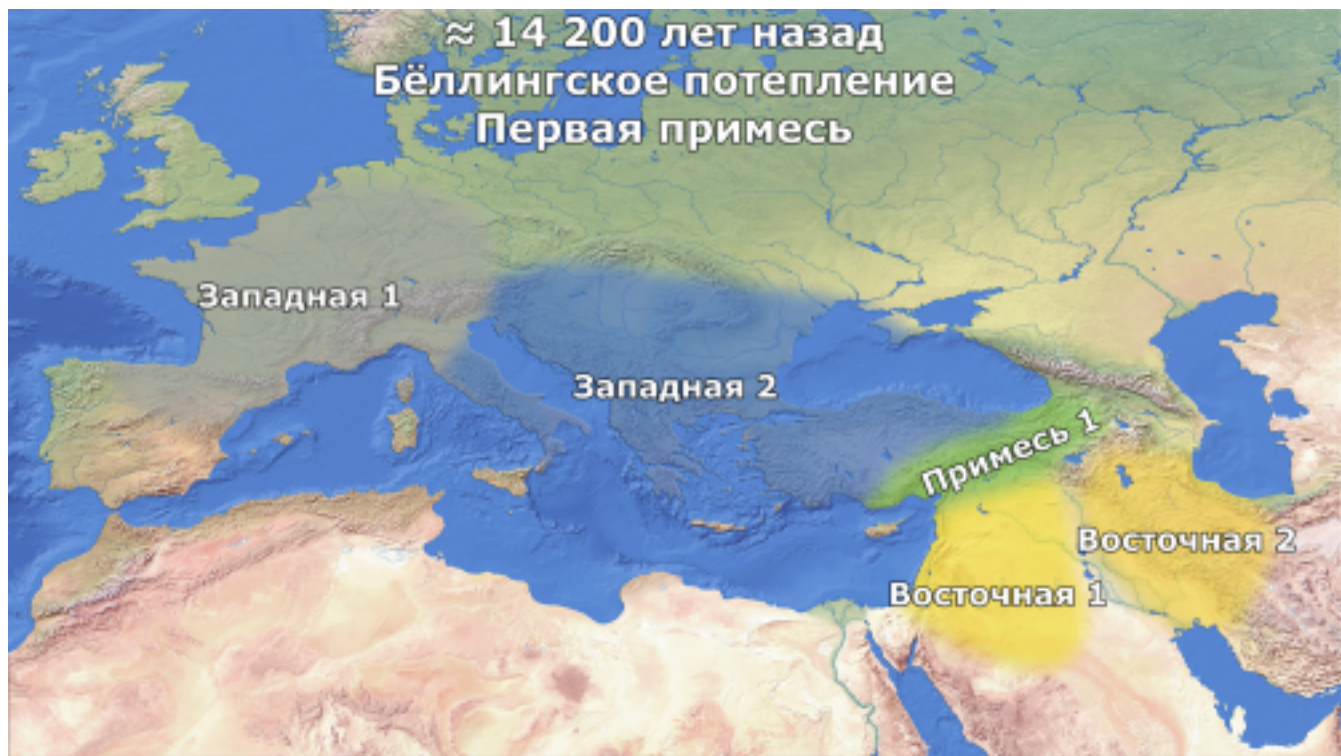 ≈ 14 200 лет назад
Бёллингское потепление
Первая примесь
Западная 1
Западная 2
Примесь 1
Восточная 2
Восточная 1